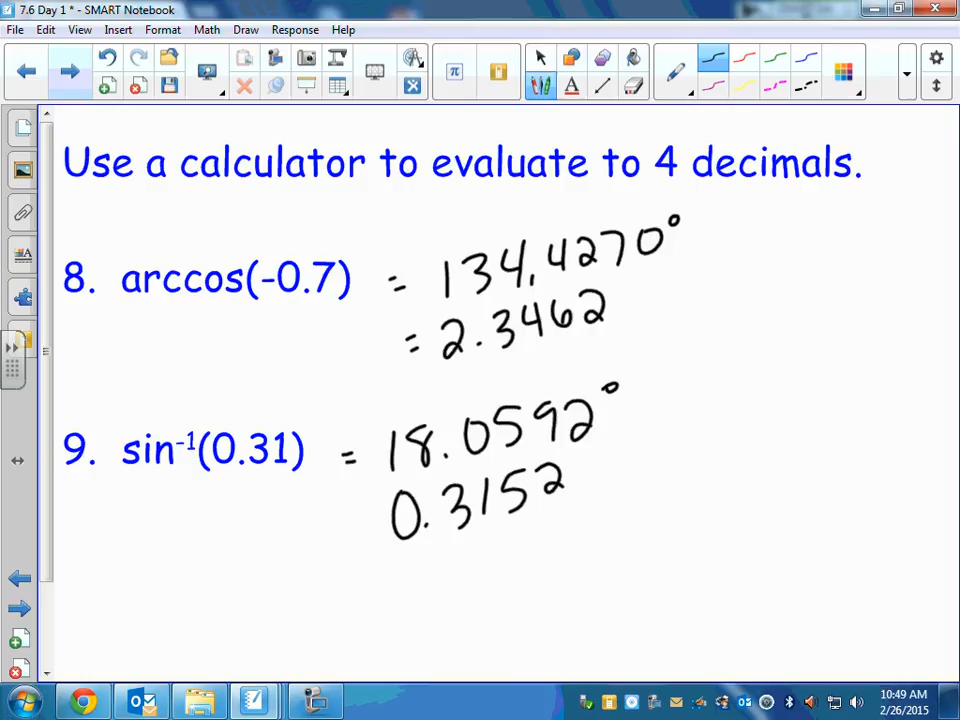 7.6 Day 1 * - SMART Notebook
File Edit View Insert Format Math Draw Response Help
π
A
Use a calculator to evaluate to 4 decimals.
8. arccos(-0.7) = 134.4270°
= 2.3462
9. sin⁻¹(0.31) = 18.0592°
0.3152
10:49 AM
2/26/2015